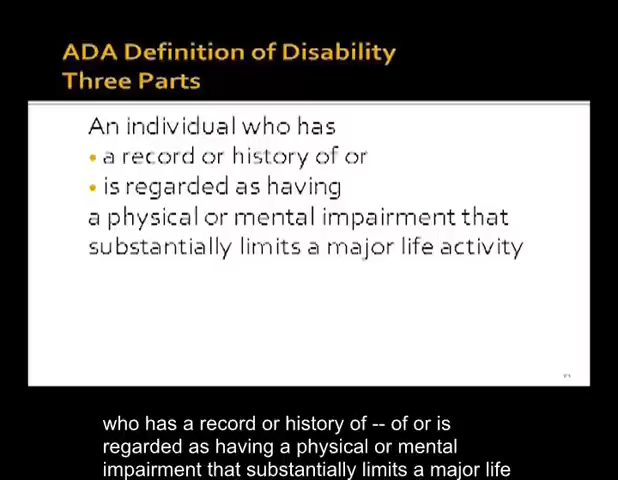 ADA Definition of Disability
Three Parts
An individual who has
• a record or history of or
• is regarded as having
a physical or mental impairment that
substantially limits a major life activity
who has a record or history of -- of or is
regarded as having a physical or mental
impairment that substantially limits a major life